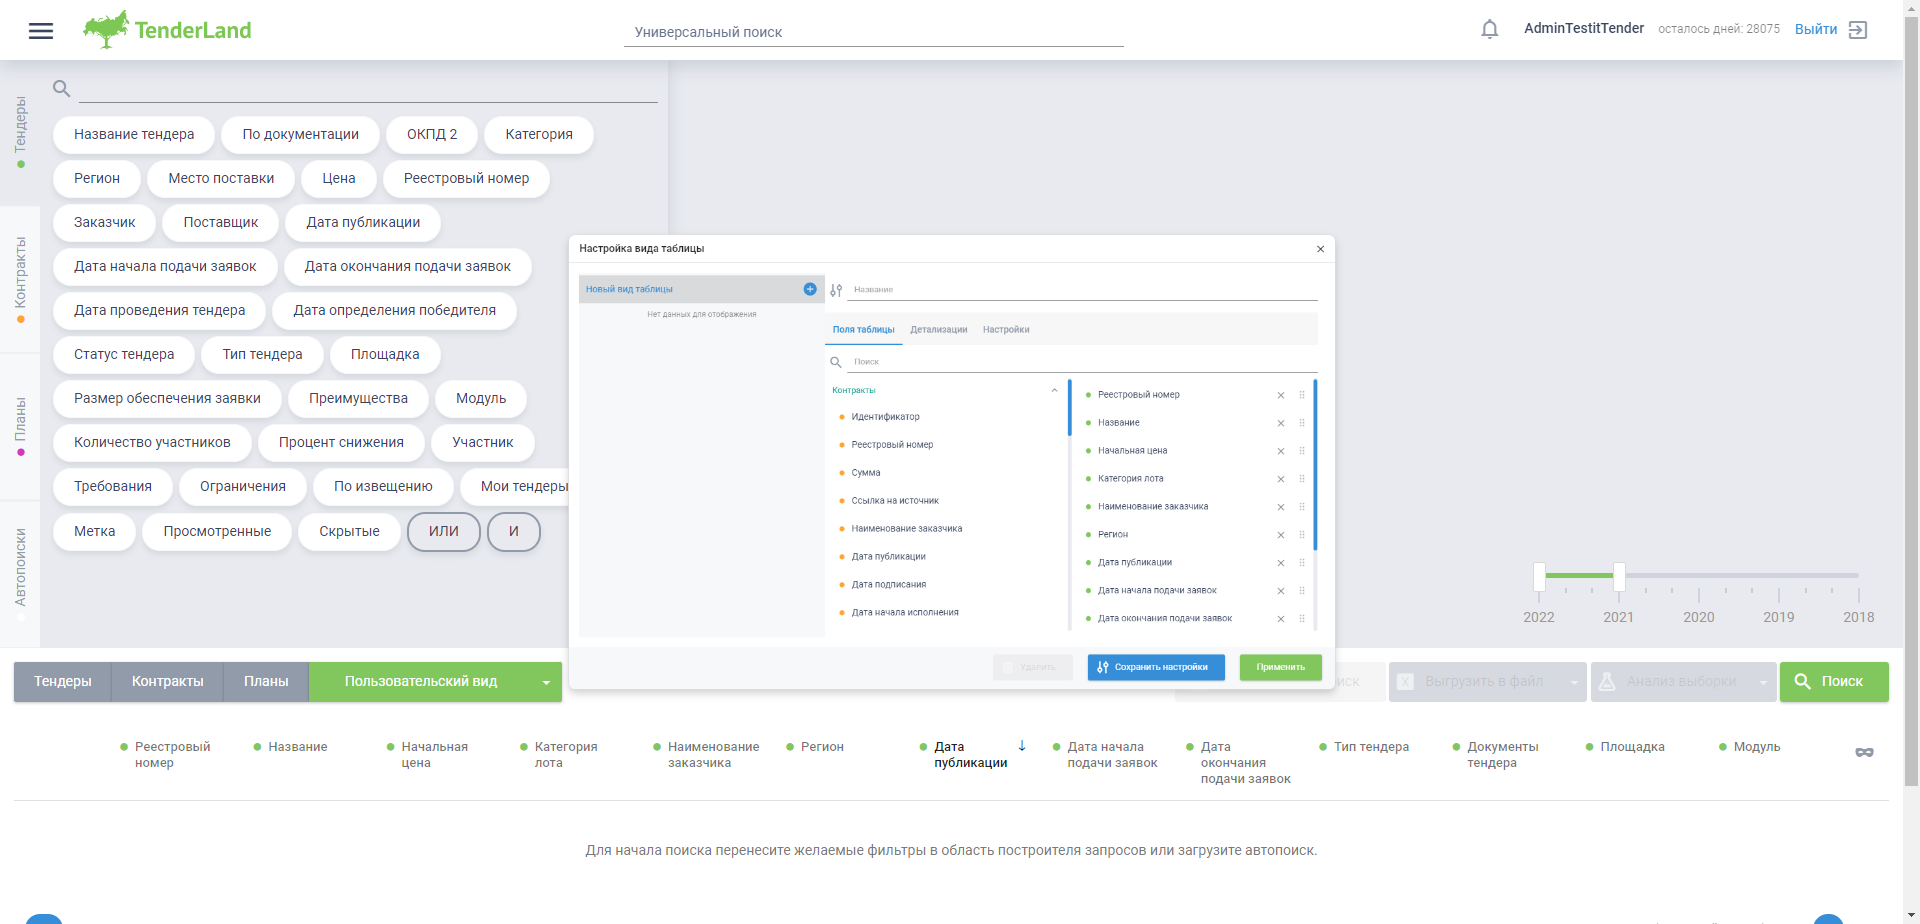 TenderLand
Универсальный поиск
AdminTestitTender
осталось дней: 28075
Выйти
Тендеры
Контракты
Планы
Автопоиски
Название тендера
По документации
ОКПД 2
Категория
Регион
Место поставки
Цена
Реестровый номер
Заказчик
Поставщик
Дата публикации
Дата начала подачи заявок
Дата окончания подачи заявок
Дата проведения тендера
Дата определения победителя
Статус тендера
Тип тендера
Площадка
Размер обеспечения заявки
Преимущества
Модуль
Количество участников
Процент снижения
Участник
Требования
Ограничения
По извещению
Мои тендеры
Метка
Просмотренные
Скрытые
ИЛИ
И
Настройка вида таблицы
Новый вид таблицы
Нет данных для отображения
Название
Поля таблицы
Детализации
Настройки
Поиск
Контракты
Идентификатор
Реестровый номер
Сумма
Ссылка на источник
Наименование заказчика
Дата публикации
Дата подписания
Дата начала исполнения
Реестровый номер
Название
Начальная цена
Категория лота
Наименование заказчика
Регион
Дата публикации
Дата начала подачи заявок
Дата окончания подачи заявок
Удалить
Сохранить настройки
Применить
2022
2021
2020
2019
2018
Тендеры
Контракты
Планы
Пользовательский вид
иск
Выгрузить в файл
Анализ выборки
Поиск
Реестровый
номер
Название
Начальная
цена
Категория
лота
Наименование
заказчика
Регион
Дата
публикации
Дата начала
подачи заявок
Дата
окончания
подачи заявок
Тип тендера
Документы
тендера
Площадка
Модуль
Для начала поиска перенесите желаемые фильтры в область построителя запросов или загрузите автопоиск.